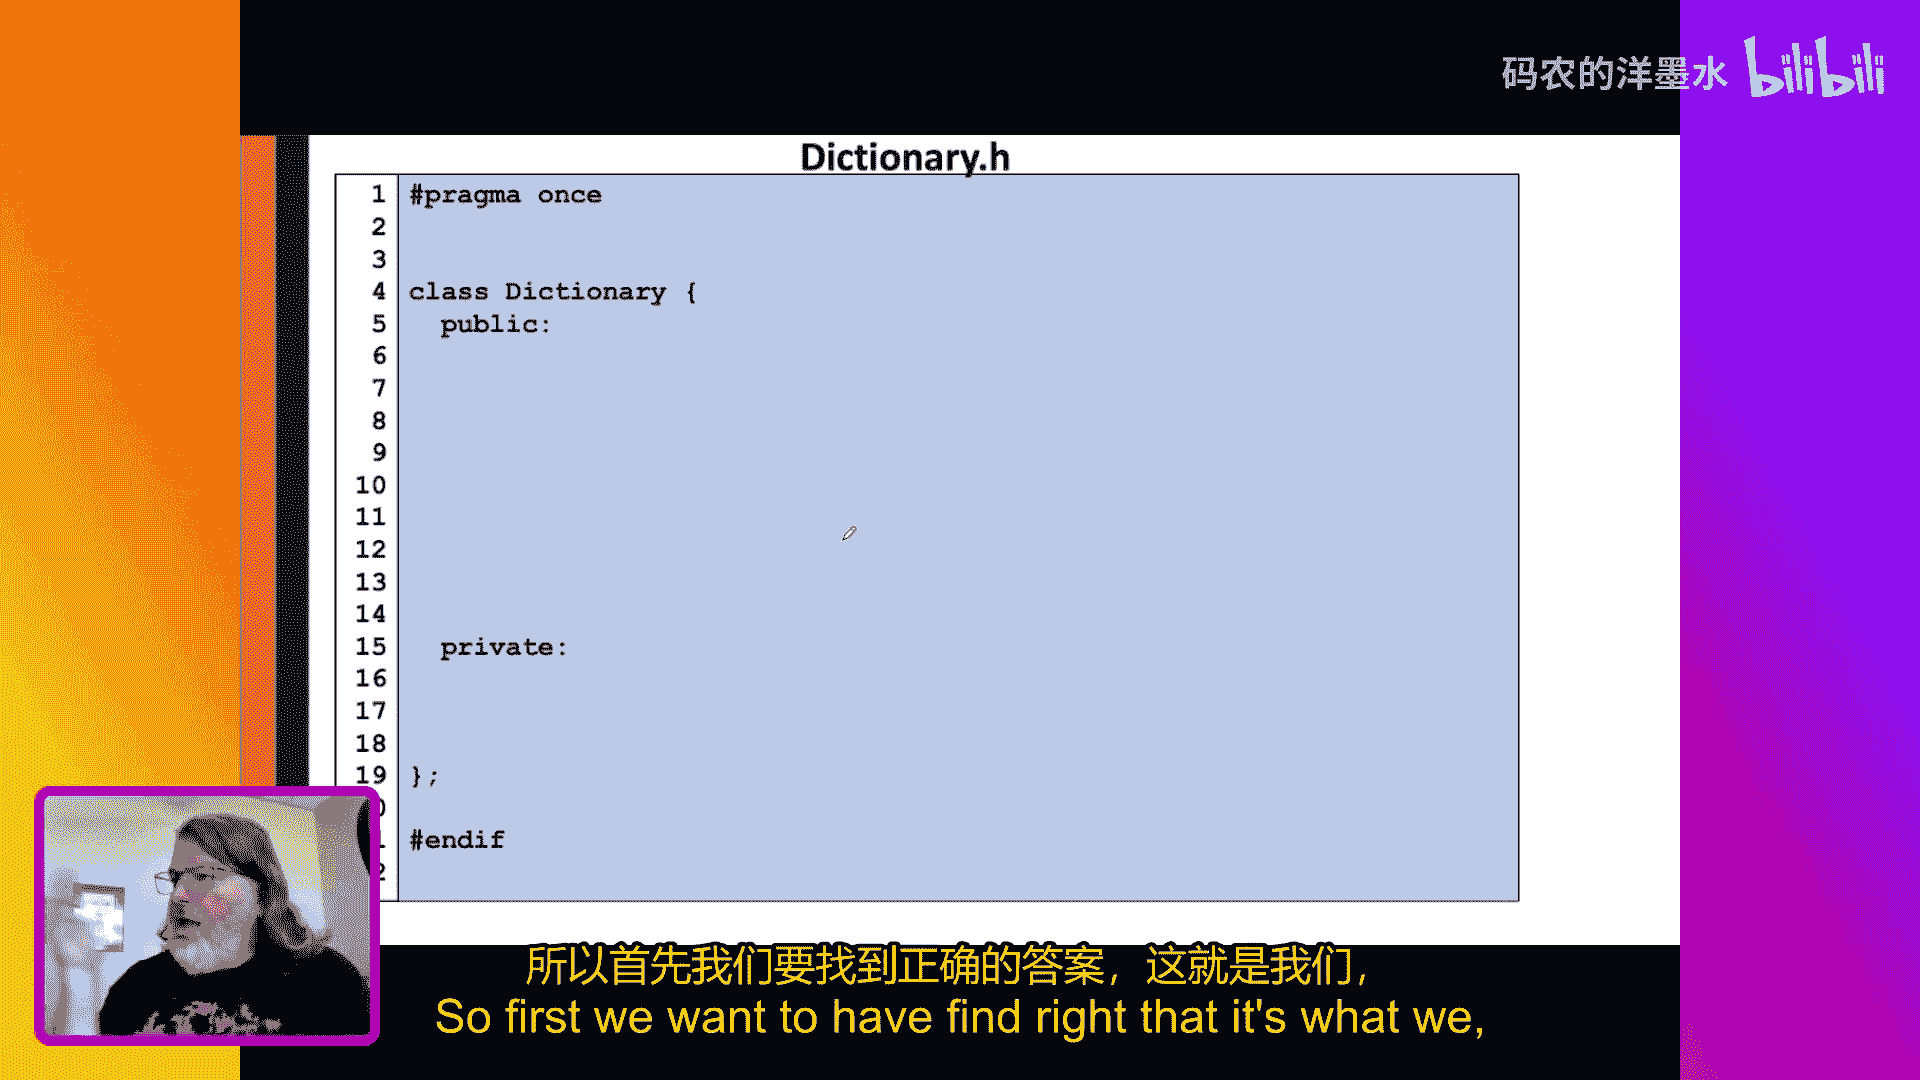 码农的洋墨水 bilibili
Dictionary.h
1 #pragma once
2
3
4 class Dictionary {
5 public:
6
7
8
9
10
11
12
13
14
15 private:
16
17
18
19 };
#endif
所以首先我们要找到正确的答案，这就是我们，
So first we want to have find right that it's what we,